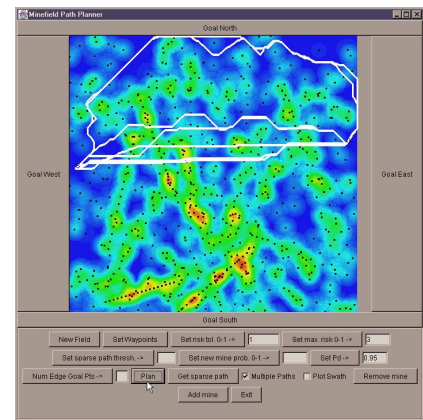 Minefield Path Planner
Goal North
Goal West
Goal East
Goal South
New Field Set Waypoints Set risk tol. 0-1 -> 1 Set max. risk 0-1 -> 3
Set sparse path thresh. -> Set new mine prob. 0-1 -> Set Pd-> 0.95
Num Edge Goal Pts -> Plan Get sparse path Multiple Paths Plot Swath Remove mine
Add mine Exit